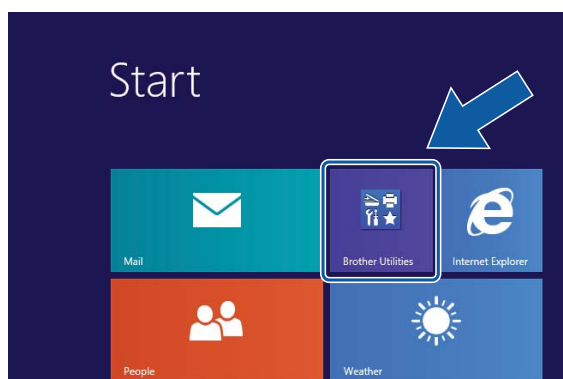 Start
Mail
Brother Utilities
Internet Explorer
People
Weather